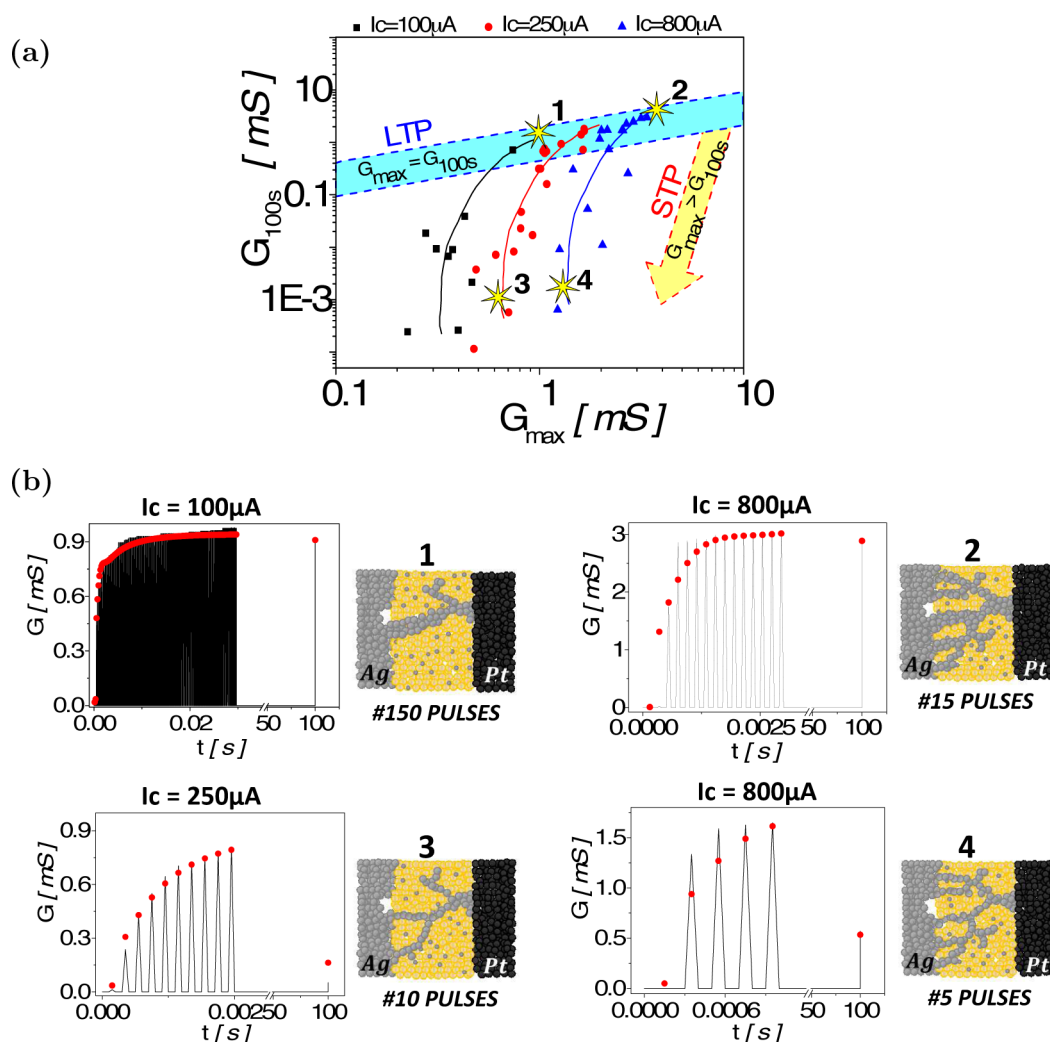 (a)
Ic=100µA Ic=250µA Ic=800µA
G100s [mS]
10
0.1
1E-3
LTP
Gmax = G100s
1
2
3
4
STP
Gmax > G100s
0.1 1 10
Gmax [mS]
(b)
Ic = 100µA
G [mS]
0.9
0.6
0.3
0.0
0.00 0.02 50 100
t [s]
1
Ag Pt
#150 PULSES
Ic = 800µA
G [mS]
3
2
1
0
0.0000 0.0025 50 100
t [s]
2
Ag Pt
#15 PULSES
Ic = 250µA
G [mS]
0.9
0.6
0.3
0.0
0.000 0.0025 50 100
t [s]
3
Ag Pt
#10 PULSES
Ic = 800µA
G [mS]
1.5
1.0
0.5
0.0
0.0000 0.0006 50 100
t [s]
4
Ag Pt
#5 PULSES